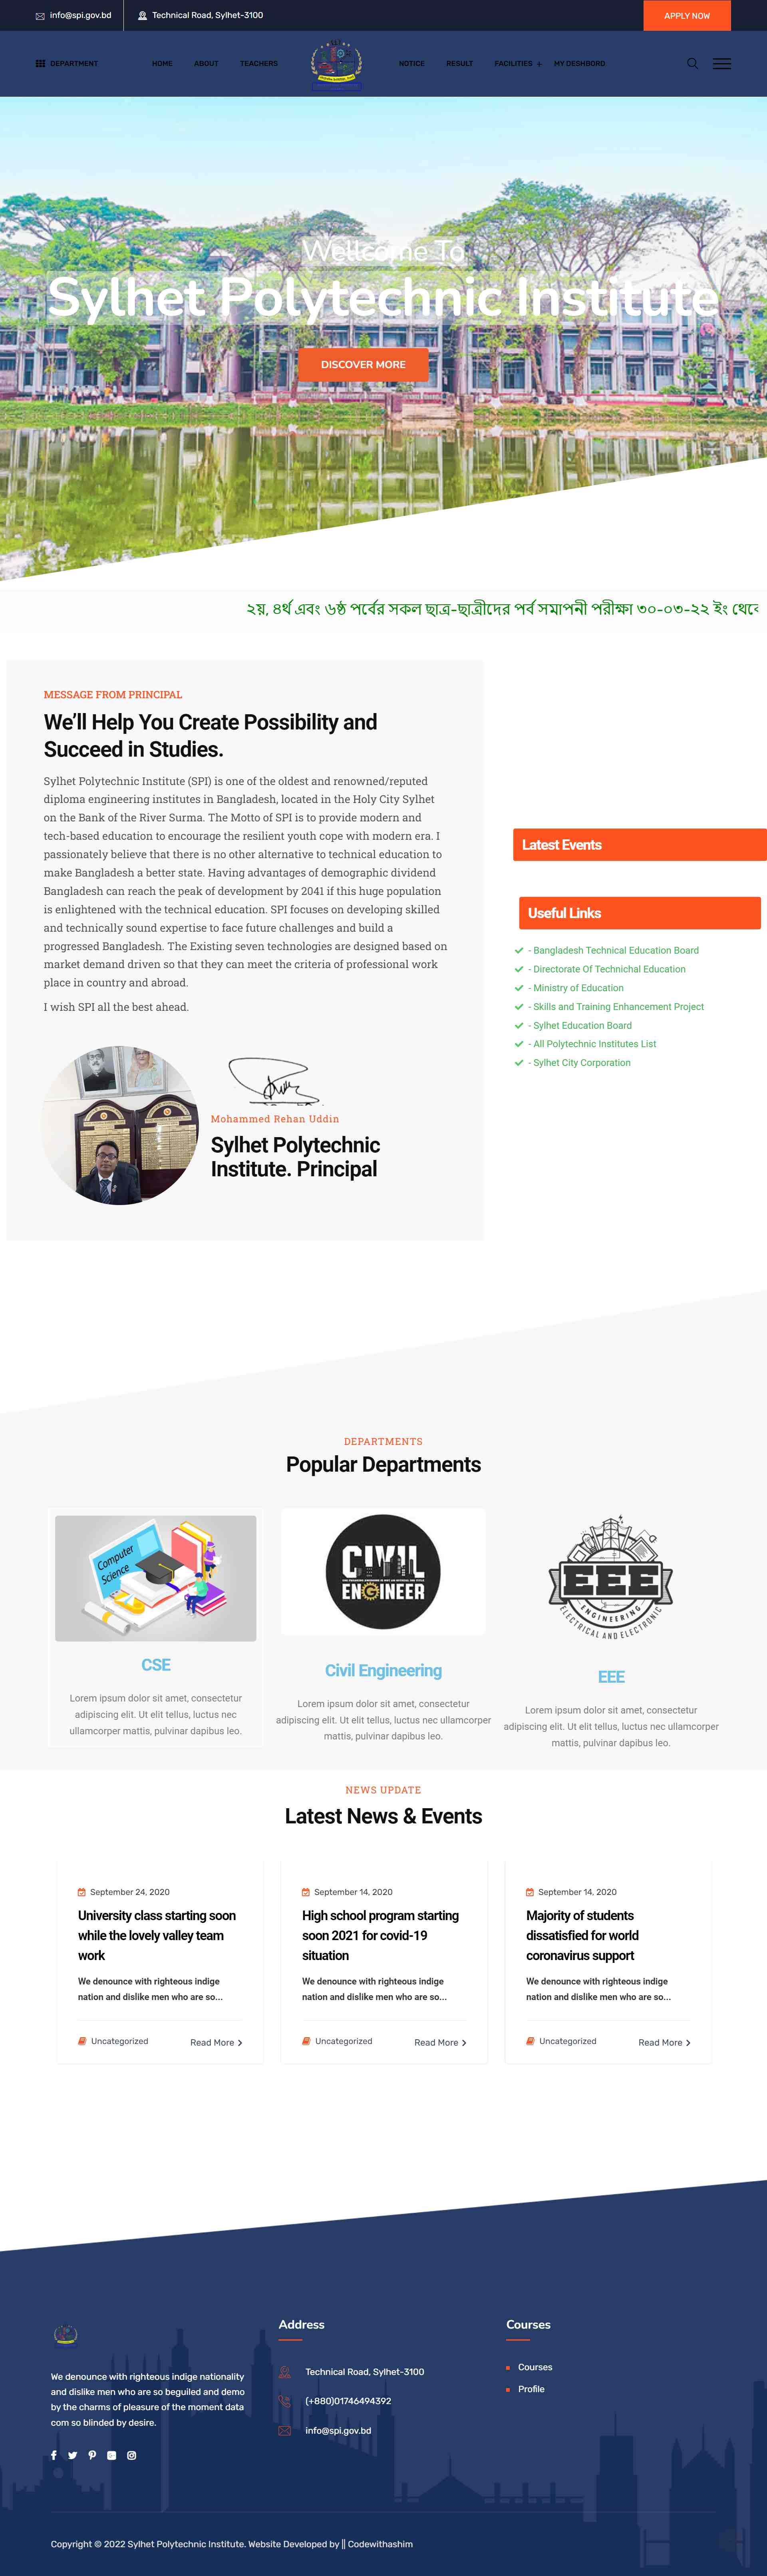 info@spi.gov.bd
Technical Road, Sylhet-3100
APPLY NOW
DEPARTMENT
HOME
ABOUT
TEACHERS
NOTICE
RESULT
FACILITIES +
MY DESHBORD
Wellcome To
Sylhet Polytechnic Institute
DISCOVER MORE
২য়, ৪র্থ এবং ৬ষ্ঠ পর্বের সকল ছাত্র-ছাত্রীদের পর্ব সমাপনী পরীক্ষা ৩০-০৩-২২ ইং থেকে
MESSAGE FROM PRINCIPAL
We’ll Help You Create Possibility and
Succeed in Studies.
Sylhet Polytechnic Institute (SPI) is one of the oldest and renowned/reputed
diploma engineering institutes in Bangladesh, located in the Holy City Sylhet
on the Bank of the River Surma. The Motto of SPI is to provide modern and
tech-based education to encourage the resilient youth cope with modern era. I
passionately believe that there is no other alternative to technical education to
make Bangladesh a better state. Having advantages of demographic dividend
Bangladesh can reach the peak of development by 2041 if this huge population
is enlightened with the technical education. SPI focuses on developing skilled
and technically sound expertise to face future challenges and build a
progressed Bangladesh. The Existing seven technologies are designed based on
market demand driven so that they can meet the criteria of professional work
place in country and abroad.
I wish SPI all the best ahead.
Mohammed Rehan Uddin
Sylhet Polytechnic
Institute. Principal
Latest Events
Useful Links
- Bangladesh Technical Education Board
- Directorate Of Technichal Education
- Ministry of Education
- Skills and Training Enhancement Project
- Sylhet Education Board
- All Polytechnic Institutes List
- Sylhet City Corporation
DEPARTMENTS
Popular Departments
Computer
Science
CSE
Lorem ipsum dolor sit amet, consectetur
adipiscing elit. Ut elit tellus, luctus nec
ullamcorper mattis, pulvinar dapibus leo.
CIVIL
ENGINEER
Civil Engineering
Lorem ipsum dolor sit amet, consectetur
adipiscing elit. Ut elit tellus, luctus nec ullamcorper
mattis, pulvinar dapibus leo.
EEE
ENGINEERING
ELECTRICAL AND ELECTRONIC
EEE
Lorem ipsum dolor sit amet, consectetur
adipiscing elit. Ut elit tellus, luctus nec ullamcorper
mattis, pulvinar dapibus leo.
NEWS UPDATE
Latest News & Events
September 24, 2020
University class starting soon
while the lovely valley team
work
We denounce with righteous indige
nation and dislike men who are so...
Uncategorized
Read More
September 14, 2020
High school program starting
soon 2021 for covid-19
situation
We denounce with righteous indige
nation and dislike men who are so...
Uncategorized
Read More
September 14, 2020
Majority of students
dissatisfied for world
coronavirus support
We denounce with righteous indige
nation and dislike men who are so...
Uncategorized
Read More
We denounce with righteous indige nationality
and dislike men who are so beguiled and demo
by the charms of pleasure of the moment data
com so blinded by desire.
Address
Technical Road, Sylhet-3100
(+880)01746494392
info@spi.gov.bd
Courses
Courses
Profile
Copyright © 2022 Sylhet Polytechnic Institute. Website Developed by || Codewithashim